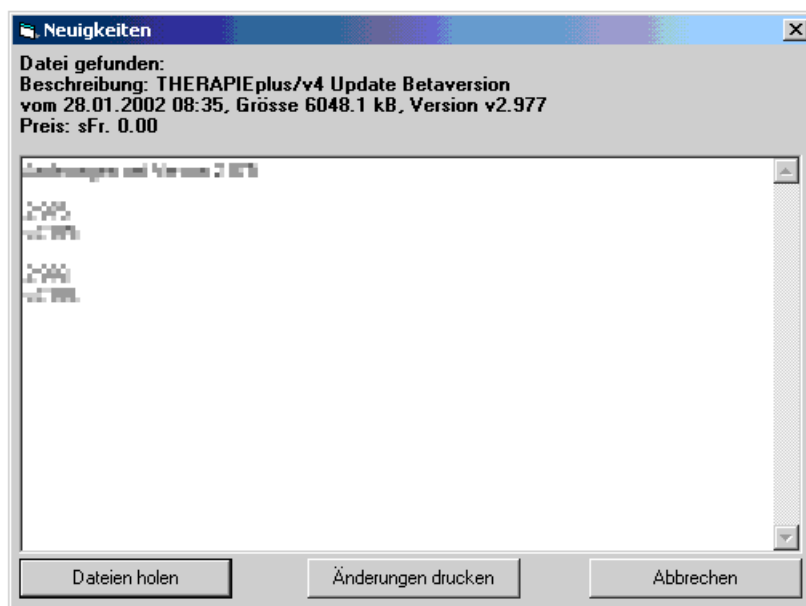 Neuigkeiten
Datei gefunden:
Beschreibung: THERAPIEplus/v4 Update Betaversion
vom 28.01.2002 08:35, Grösse 6048.1 kB, Version v2.977
Preis: sFr. 0.00
Dateien holen
Änderungen drucken
Abbrechen